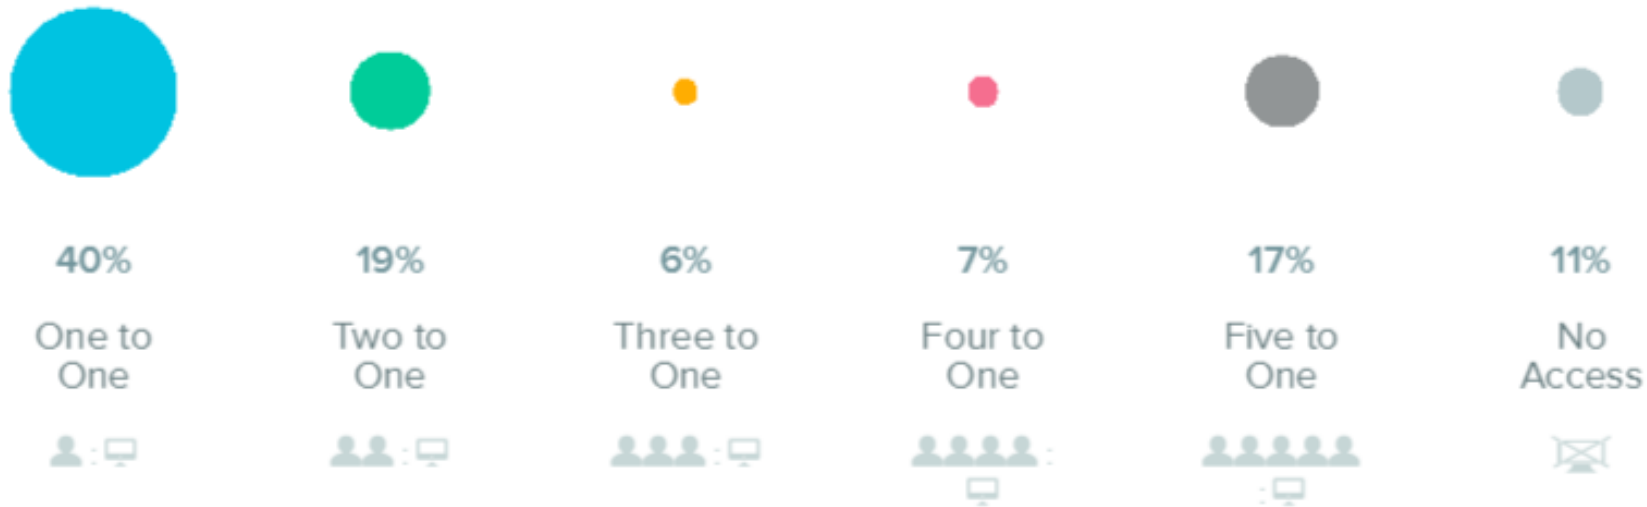 40%
19%
6%
7%
17%
11%
One to
One
Two to
One
Three to
One
Four to
One
Five to
One
No
Access